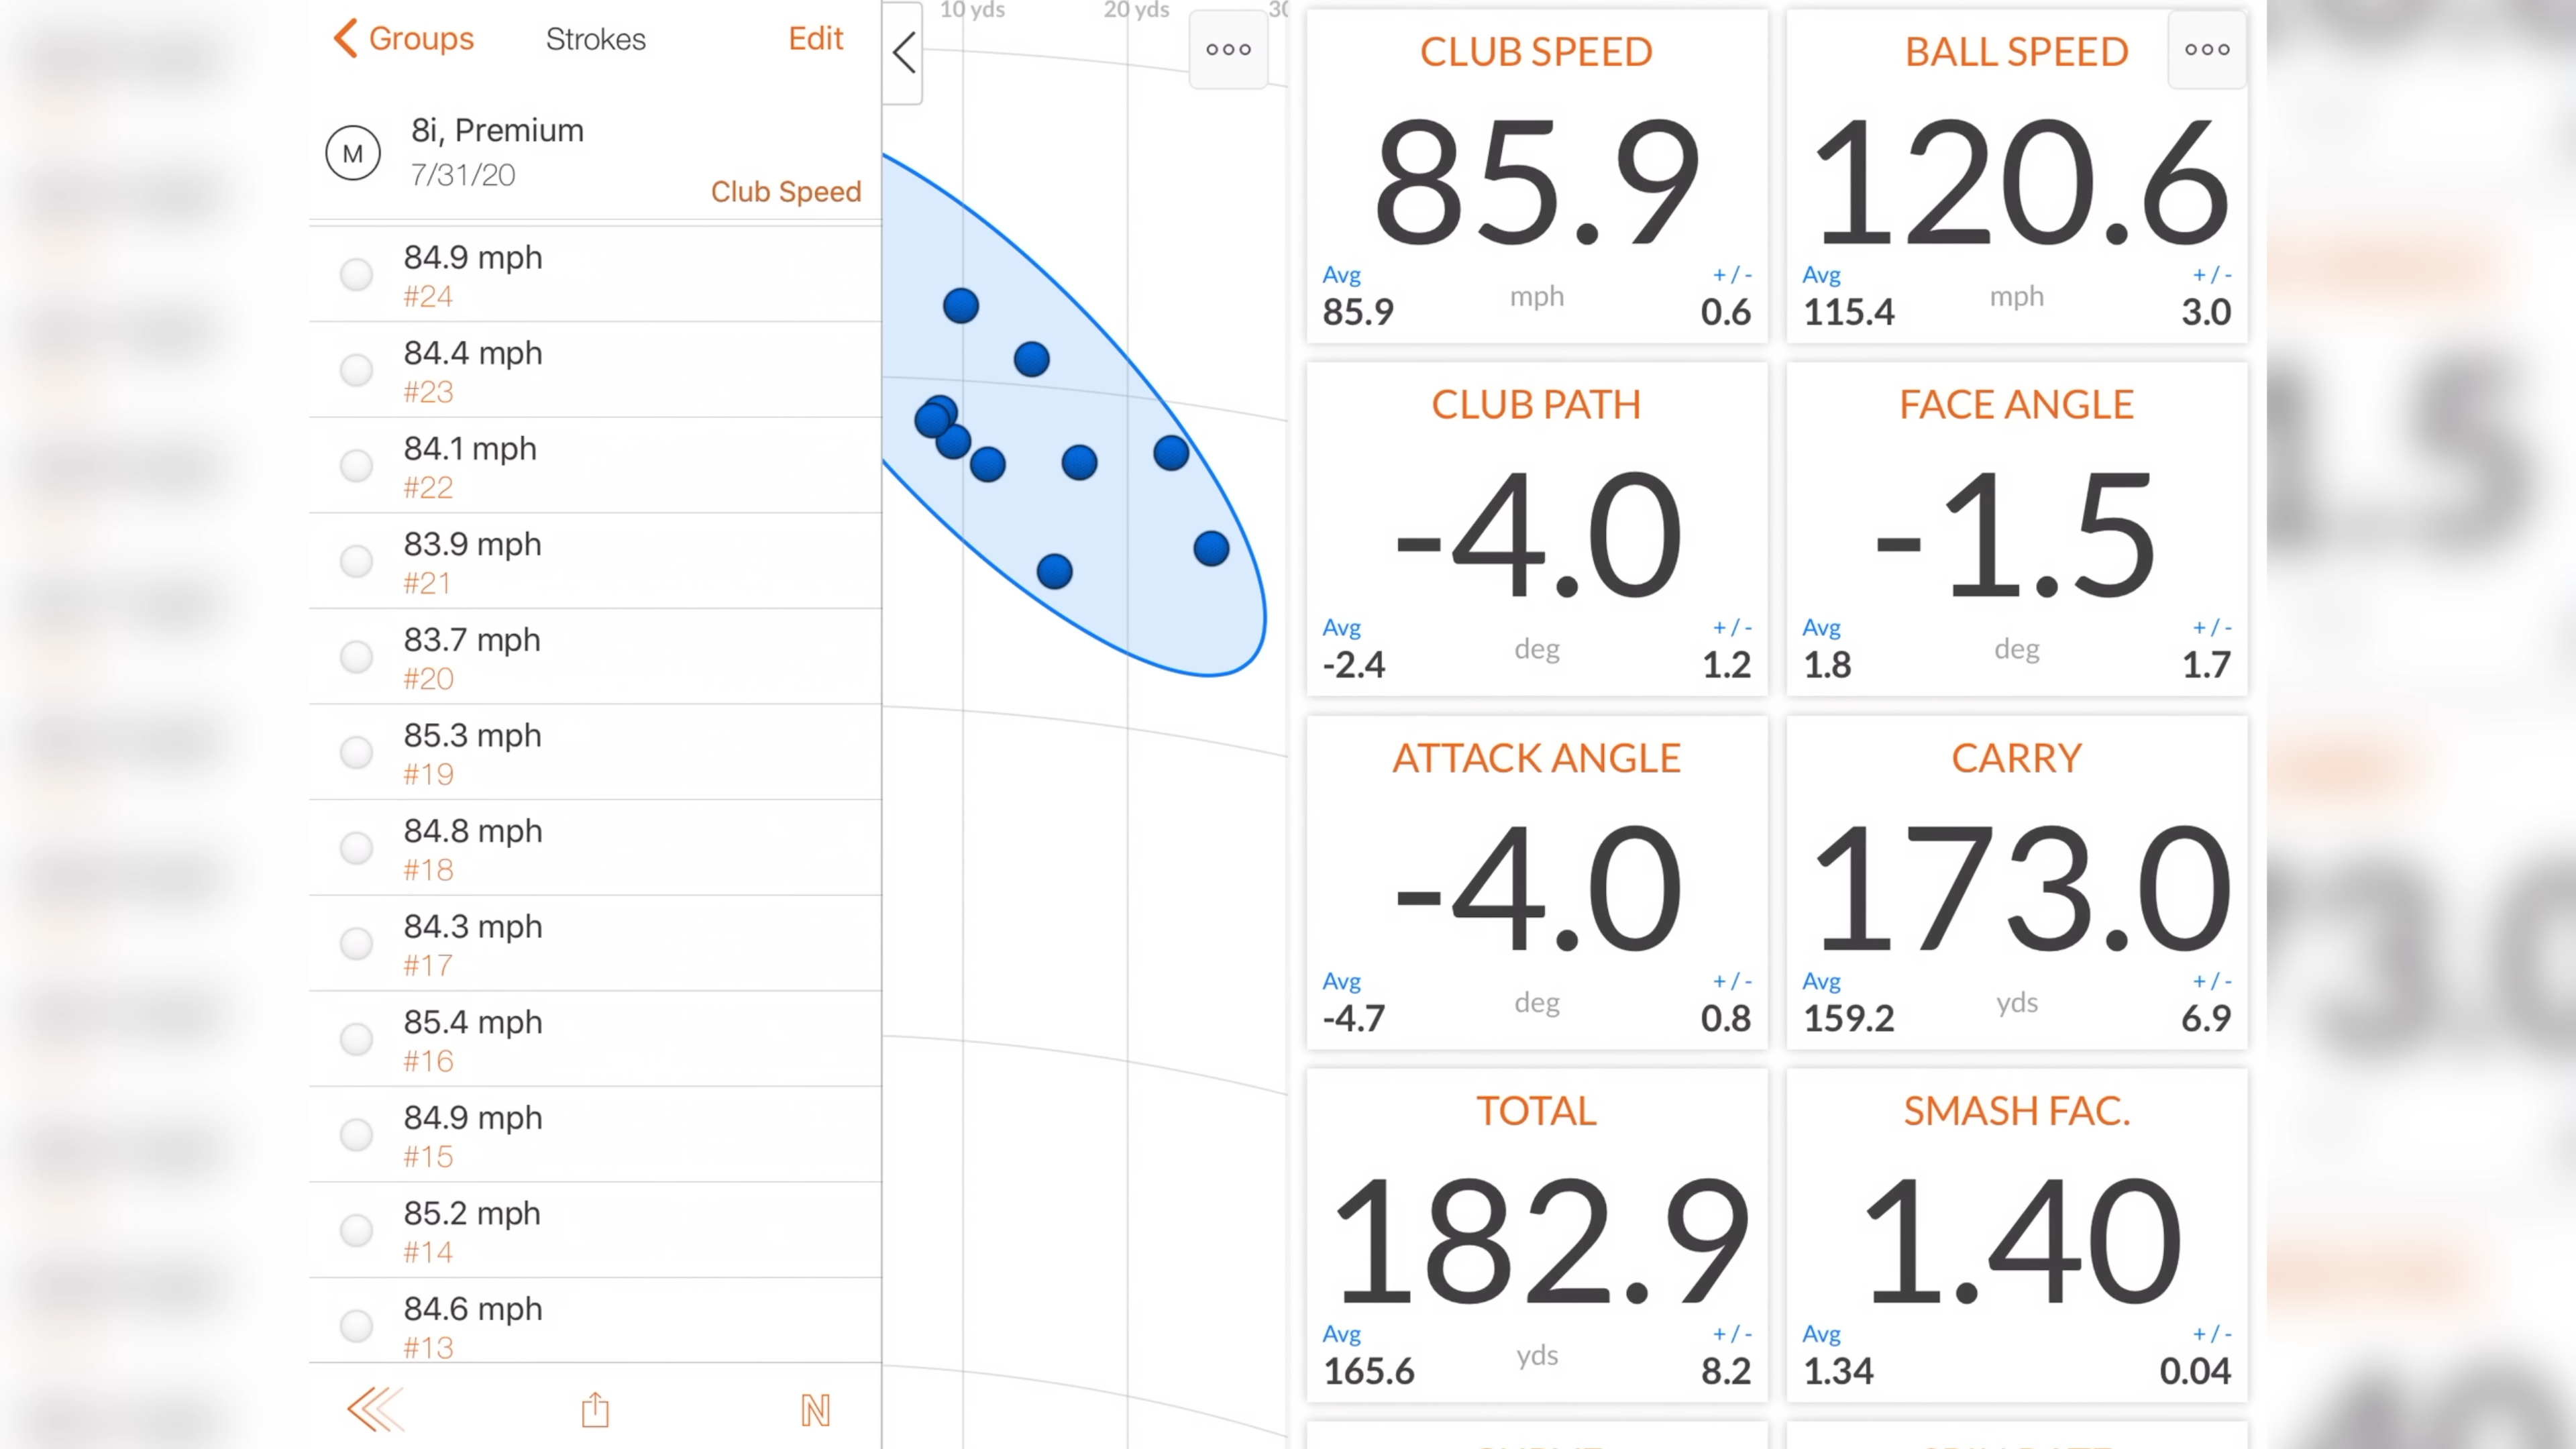 Groups
Strokes
Edit
M
8i, Premium
7/31/20
Club Speed
84.9 mph
#24
84.4 mph
#23
84.1 mph
#22
83.9 mph
#21
83.7 mph
#20
85.3 mph
#19
84.8 mph
#18
84.3 mph
#17
85.4 mph
#16
84.9 mph
#15
85.2 mph
#14
84.6 mph
#13
10 yds
20 yds
CLUB SPEED
85.9
Avg
85.9
mph
+ / -
0.6
BALL SPEED
120.6
Avg
115.4
mph
+ / -
3.0
CLUB PATH
-4.0
Avg
-2.4
deg
+ / -
1.2
FACE ANGLE
-1.5
Avg
1.8
deg
+ / -
1.7
ATTACK ANGLE
-4.0
Avg
-4.7
deg
+ / -
0.8
CARRY
173.0
Avg
159.2
yds
+ / -
6.9
TOTAL
182.9
Avg
165.6
yds
+ / -
8.2
SMASH FAC.
1.40
Avg
1.34
+ / -
0.04